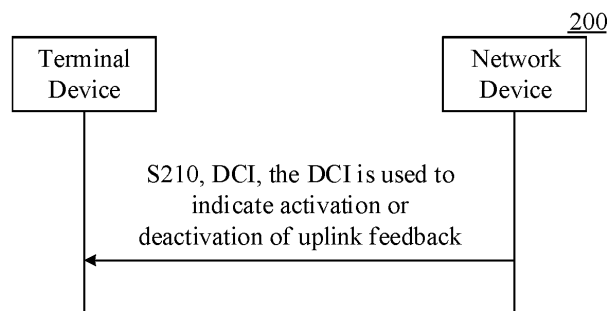 200
Terminal
Device
Network
Device
S210, DCI, the DCI is used to
indicate activation or
deactivation of uplink feedback